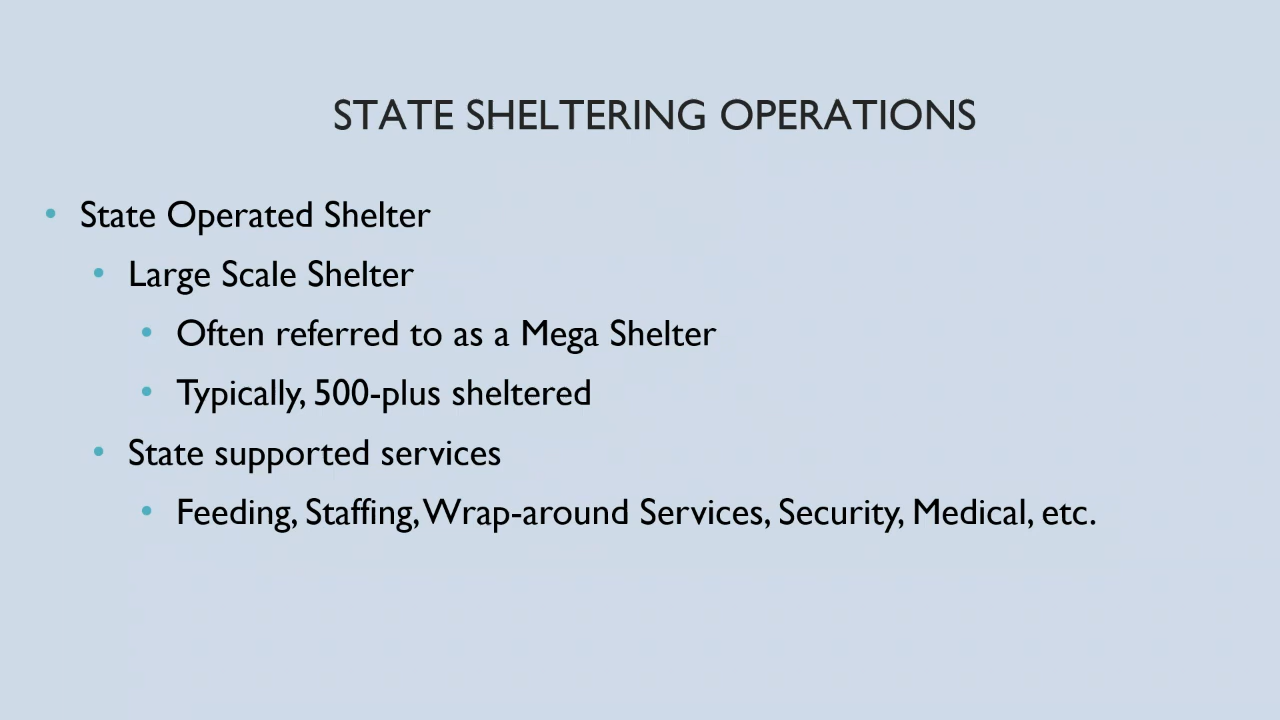 STATE SHELTERING OPERATIONS
• State Operated Shelter
• Large Scale Shelter
• Often referred to as a Mega Shelter
• Typically, 500-plus sheltered
• State supported services
• Feeding, Staffing, Wrap-around Services, Security, Medical, etc.